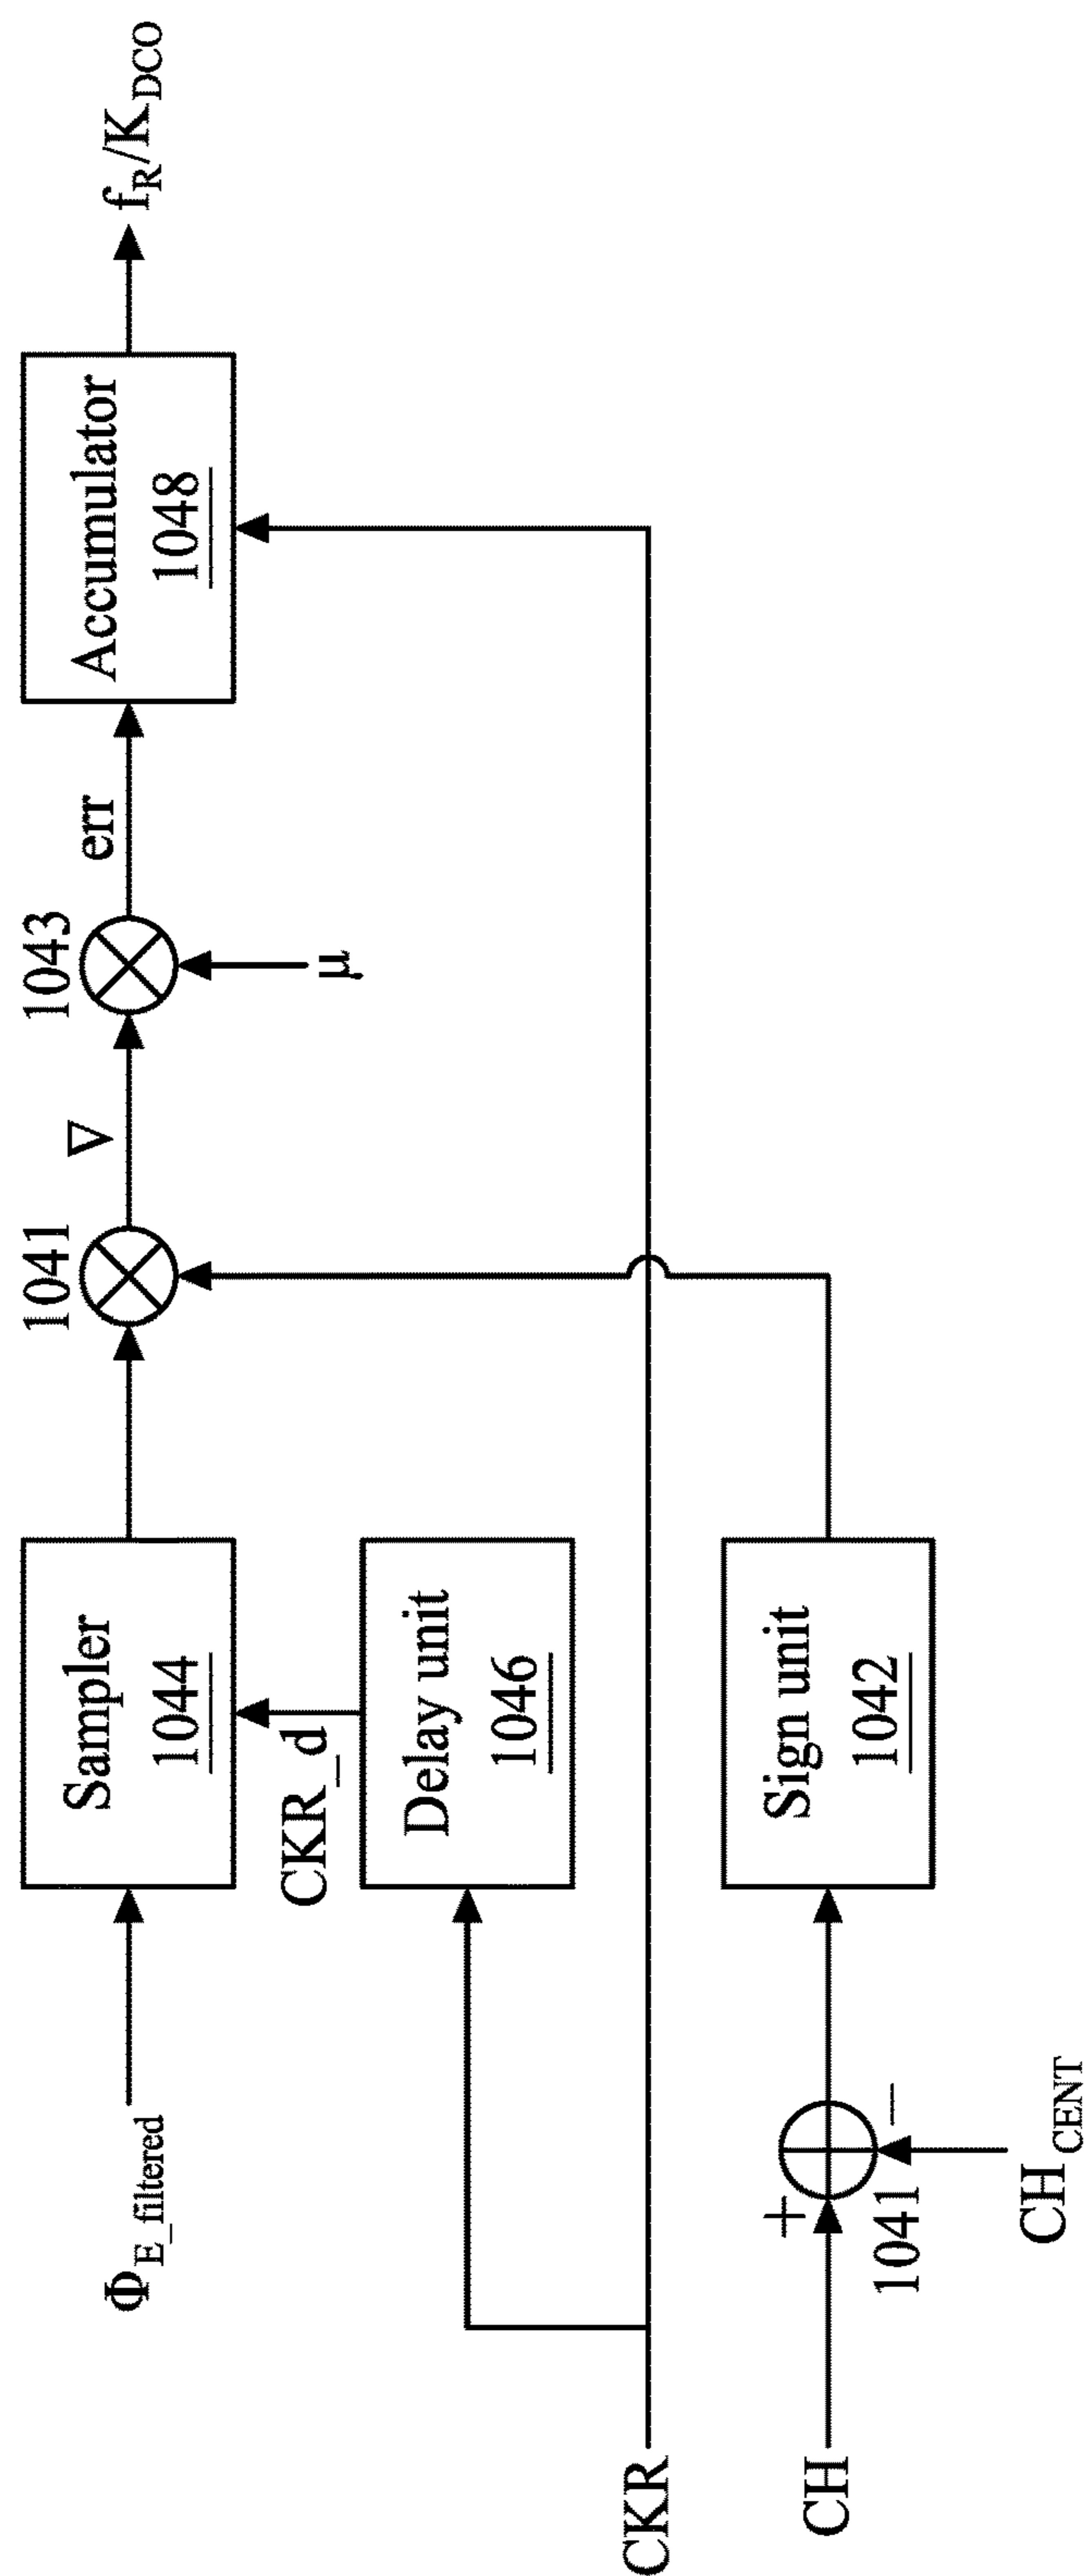 Φ_E_filtered
Sampler
1044
1041
∇
1043
μ
err
Accumulator
1048
f_R/K_DCO
CKR_d
Delay unit
1046
CKR
CH
+
−
1041
CH_CENT
Sign unit
1042